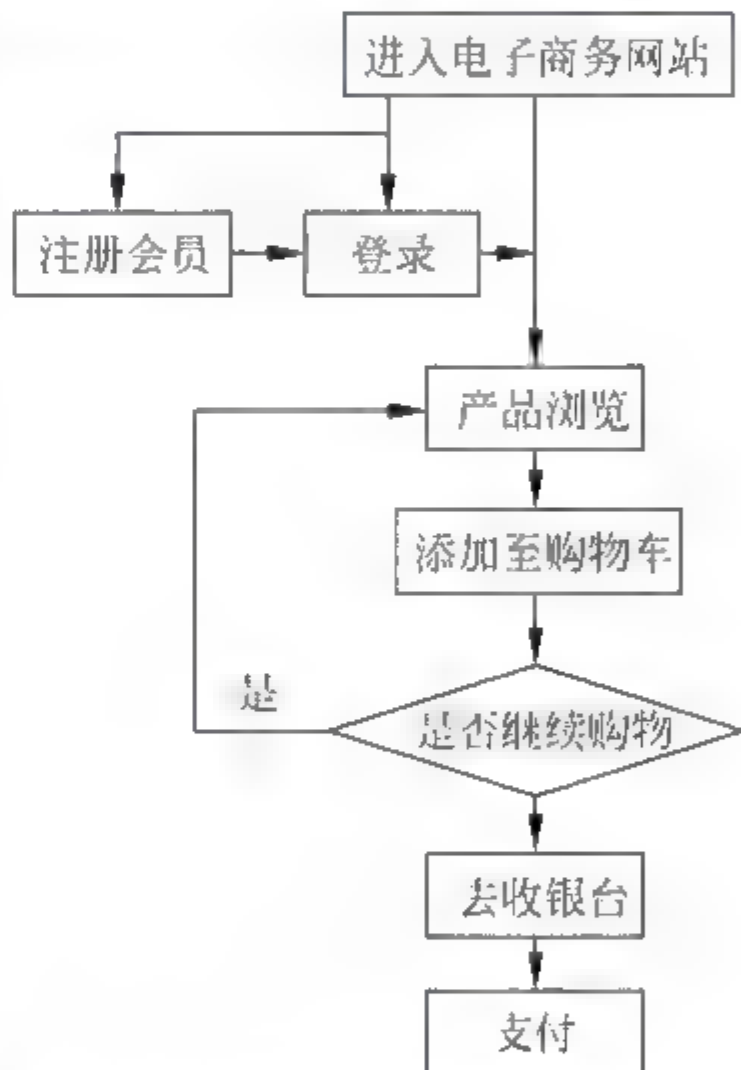 进入电子商务网站
注册会员
登录
产品浏览
添加至购物车
是
是否继续购物
去收银台
支付